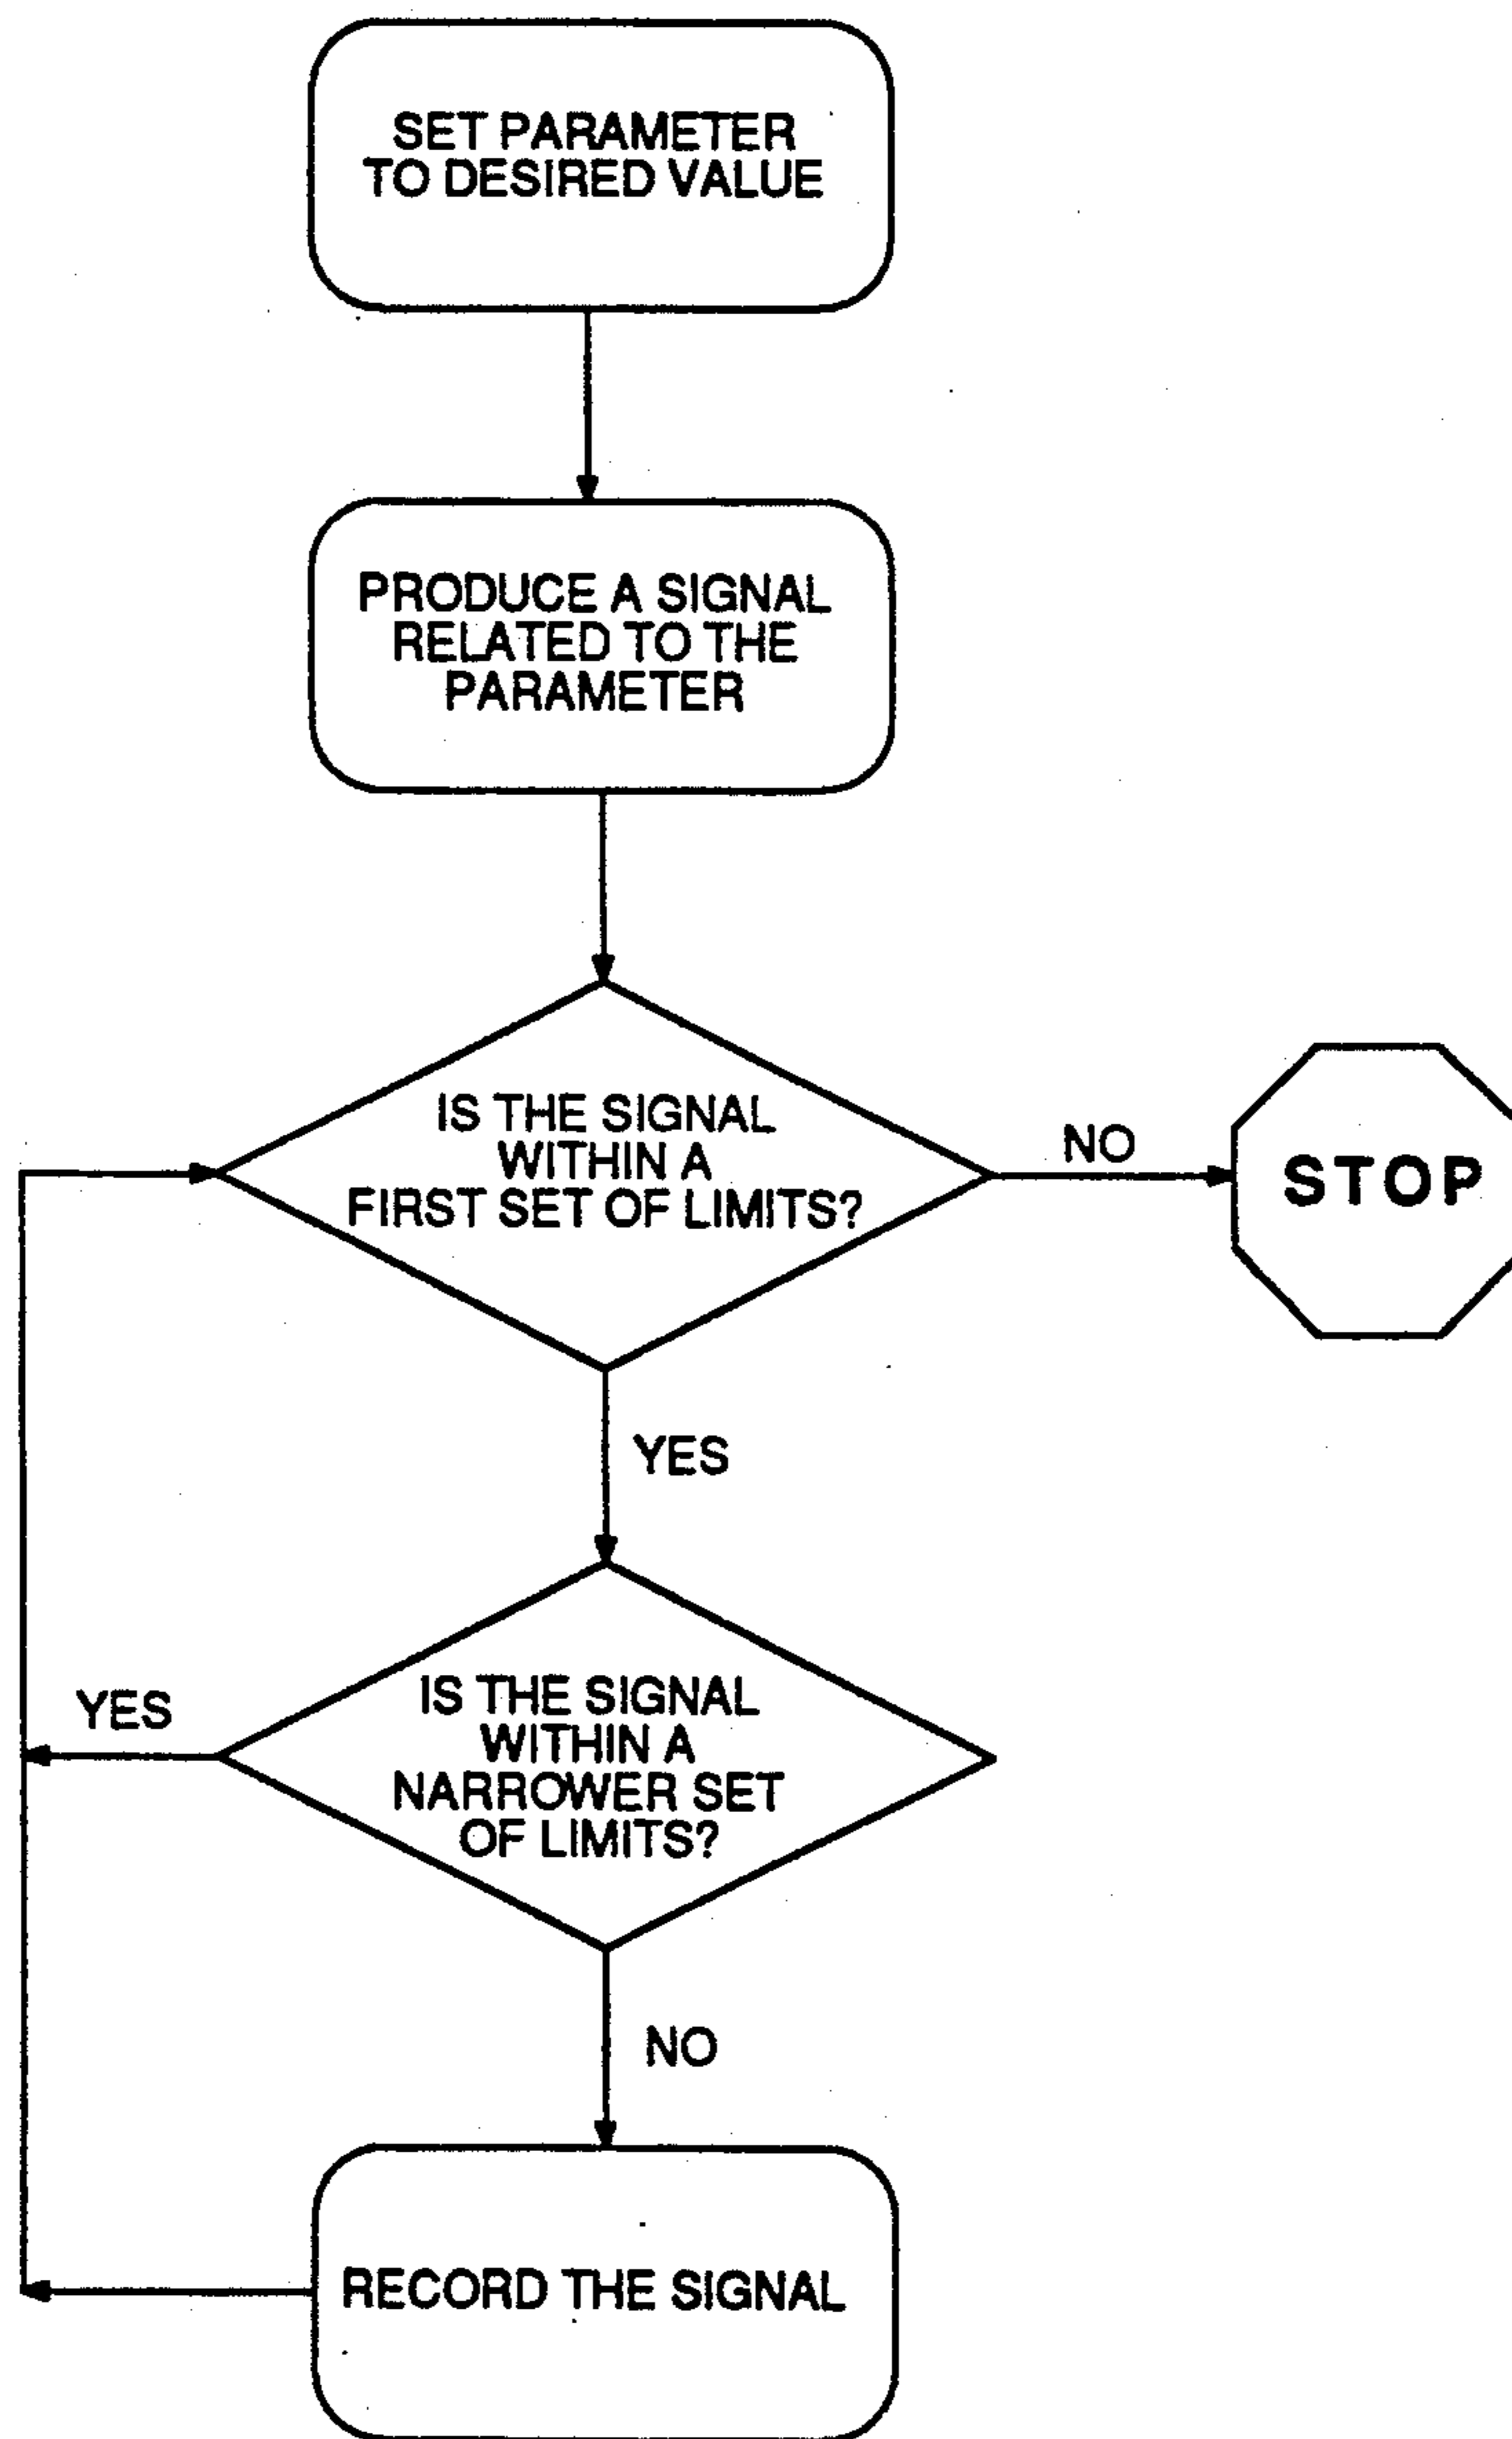 SET PARAMETER
TO DESIRED VALUE
PRODUCE A SIGNAL
RELATED TO THE
PARAMETER
IS THE SIGNAL
WITHIN A
FIRST SET OF LIMITS?
NO
STOP
YES
IS THE SIGNAL
WITHIN A
NARROWER SET
OF LIMITS?
YES
NO
RECORD THE SIGNAL